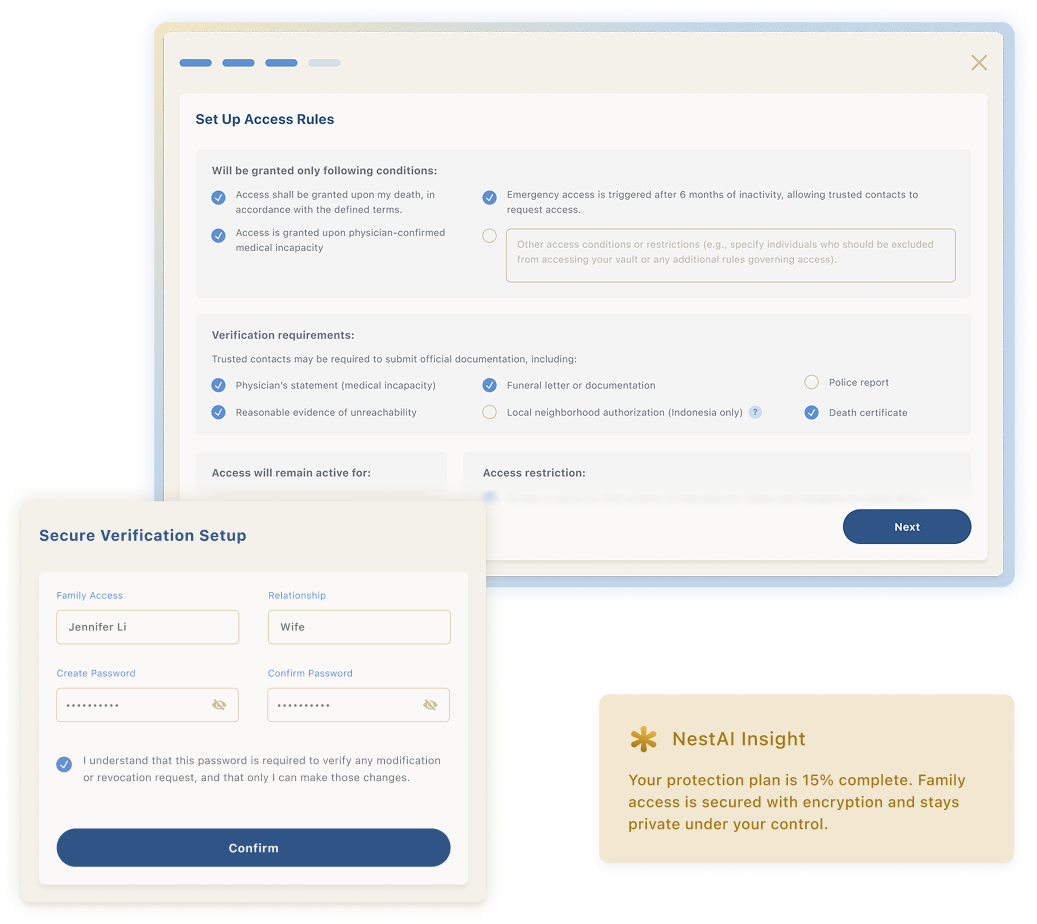 Set Up Access Rules
Will be granted only following conditions:
Access shall be granted upon my death, in
accordance with the defined terms.
Access is granted upon physician-confirmed
medical incapacity
Emergency access is triggered after 6 months of inactivity, allowing trusted contacts to
request access.
Other access conditions or restrictions (e.g., specify individuals who should be excluded
from accessing your vault or any additional rules governing access).
Verification requirements:
Trusted contacts may be required to submit official documentation, including:
Physician's statement (medical incapacity)
Funeral letter or documentation
Police report
Reasonable evidence of unreachability
Local neighborhood authorization (Indonesia only) ?
Death certificate
Access will remain active for:
Access restriction:
Next
Secure Verification Setup
Family Access
Relationship
Jennifer Li
Wife
Create Password
Confirm Password
••••••••••
••••••••••
I understand that this password is required to verify any modification
or revocation request, and that only I can make those changes.
Confirm
NestAI Insight
Your protection plan is 15% complete. Family
access is secured with encryption and stays
private under your control.